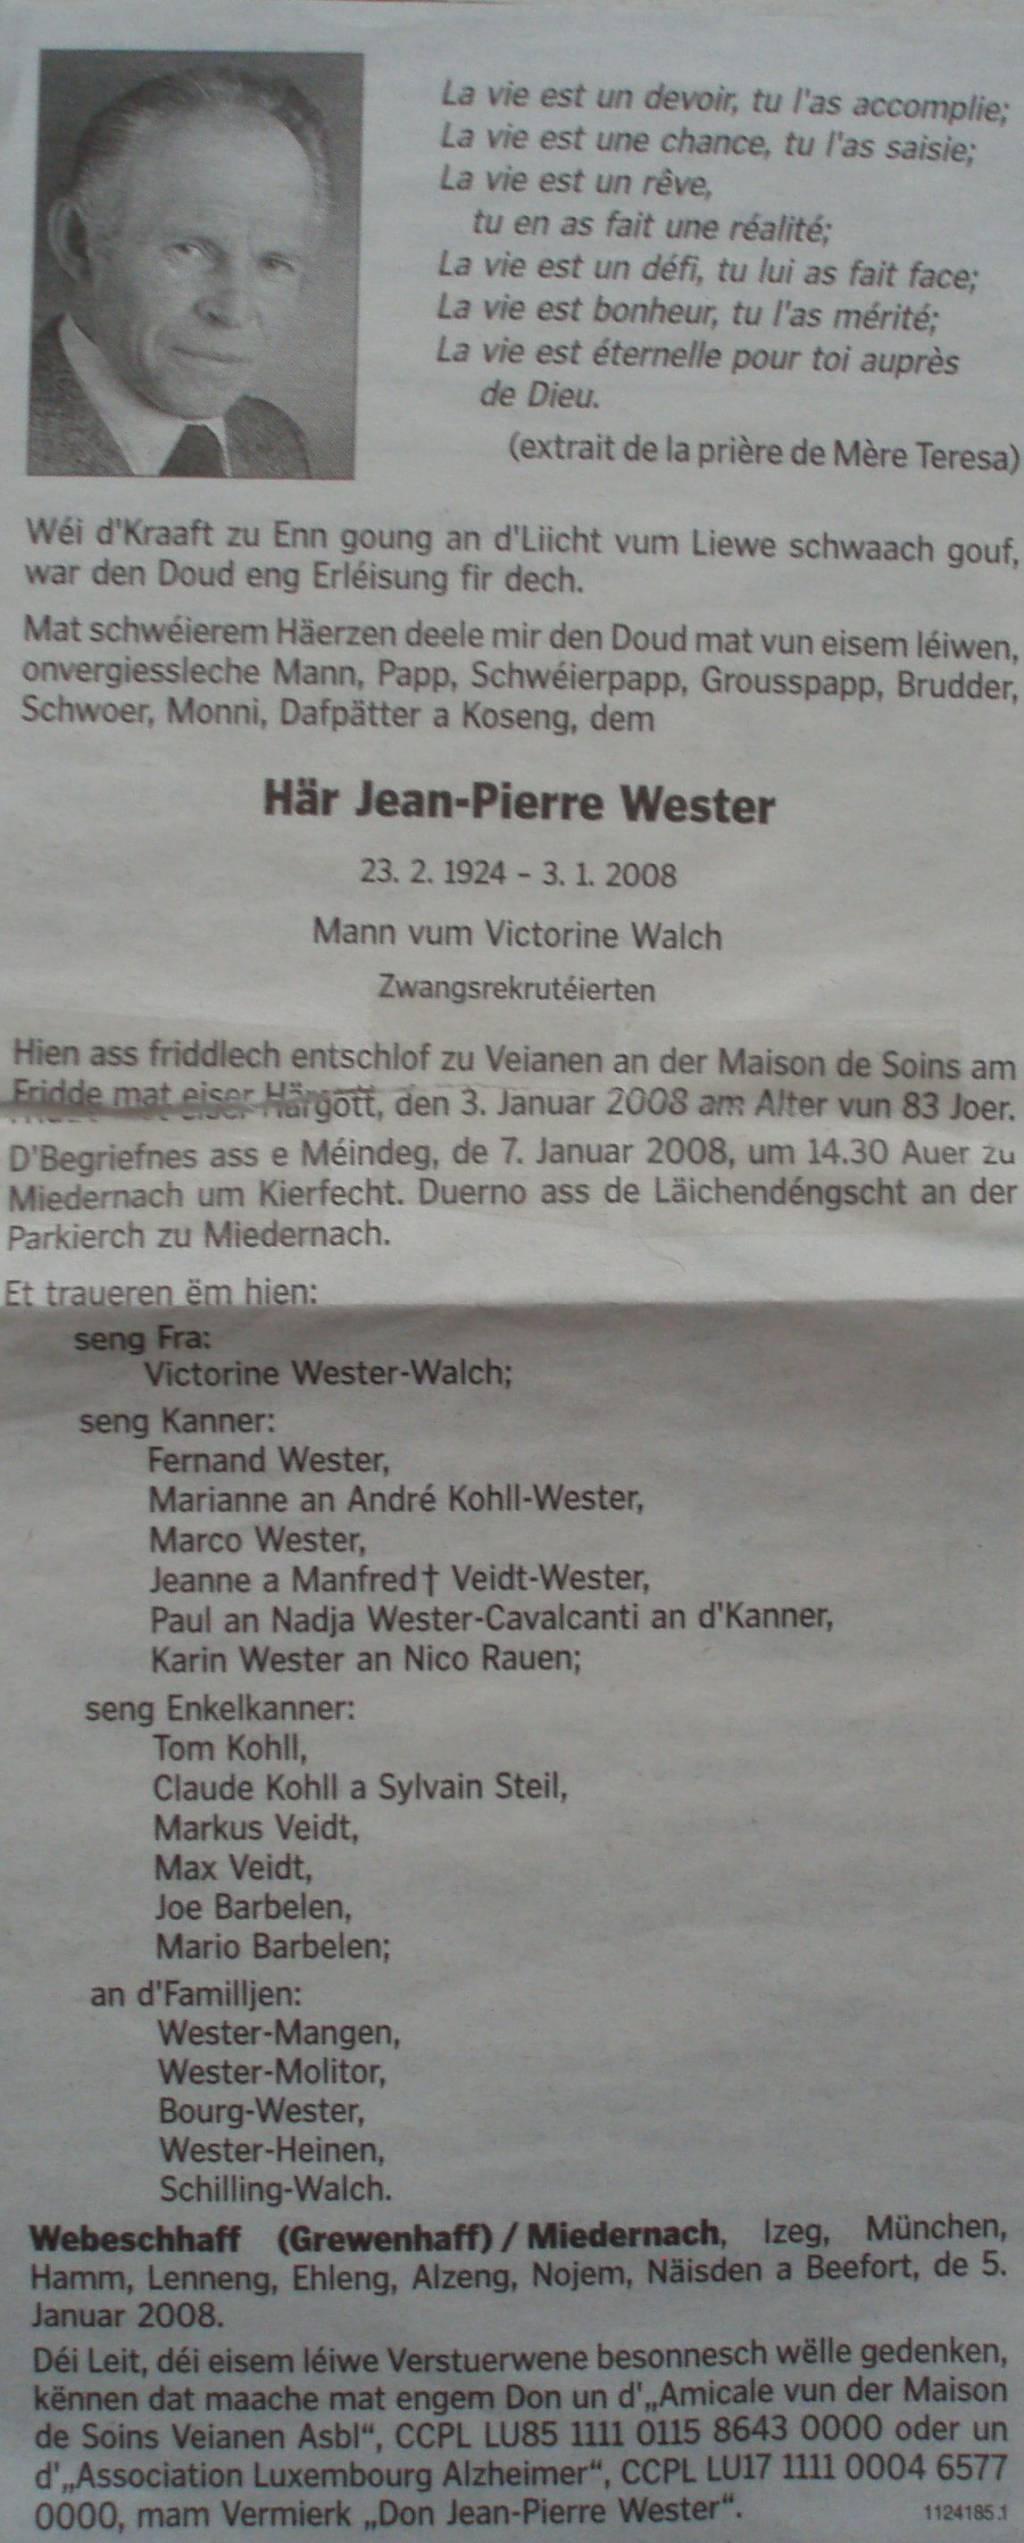 La vie est un devoir, tu l'as accomplie;
La vie est une chance, tu l'as saisie;
La vie est un rêve,
tu en as fait une réalité;
La vie est un défi, tu lui as fait face;
La vie est bonheur, tu l'as mérité;
La vie est éternelle pour toi auprès
de Dieu.
(extrait de la prière de Mère Teresa)
Wéi d'Kraaft zu Enn goung an d'Liicht vum Liewe schwaach gouf,
war den Doud eng Erléisung fir dech.
Mat schwéierem Häerzen deele mir den Doud mat vun eisem léiwen,
onvergiessleche Mann, Papp, Schwéierpapp, Grousspapp, Brudder,
Schwoer, Monni, Dafpätter a Koseng, dem
Här Jean-Pierre Wester
23. 2. 1924 - 3. 1. 2008
Mann vum Victorine Walch
Zwangsrekrutéierten
Hien ass friddlech entschlof zu Veianen an der Maison de Soins am
Fridde mat eiser Härgott, den 3. Januar 2008 am Alter vun 83 Joer.
D'Begriefnes ass e Méindeg, de 7. Januar 2008, um 14.30 Auer zu
Miedernach um Kierfecht. Duerno ass de Läichendéngscht an der
Parkierch zu Miedernach.
Et traueren ëm hien:
seng Fra:
Victorine Wester-Walch;
seng Kanner:
Fernand Wester,
Marianne an André Kohll-Wester,
Marco Wester,
Jeanne a Manfred† Veidt-Wester,
Paul an Nadja Wester-Cavalcanti an d'Kanner,
Karin Wester an Nico Rauen;
seng Enkelkanner:
Tom Kohll,
Claude Kohll a Sylvain Steil,
Markus Veidt,
Max Veidt,
Joe Barbelen,
Mario Barbelen;
an d'Familljen:
Wester-Mangen,
Wester-Molitor,
Bourg-Wester,
Wester-Heinen,
Schilling-Walch.
Webeschhaff (Grewenhaff) / Miedernach, Izeg, München,
Hamm, Lenneng, Ehleng, Alzeng, Nojem, Näisden a Beefort, de 5.
Januar 2008.
Déi Leit, déi eisem léiwe Verstuerwene besonnesch wëlle gedenken,
kënnen dat maache mat engem Don un d'„Amicale vun der Maison
de Soins Veianen Asbl“, CCPL LU85 1111 0115 8643 0000 oder un
d'„Association Luxembourg Alzheimer“, CCPL LU17 1111 0004 6577
0000, mam Vermierk „Don Jean-Pierre Wester“.
1124185.1